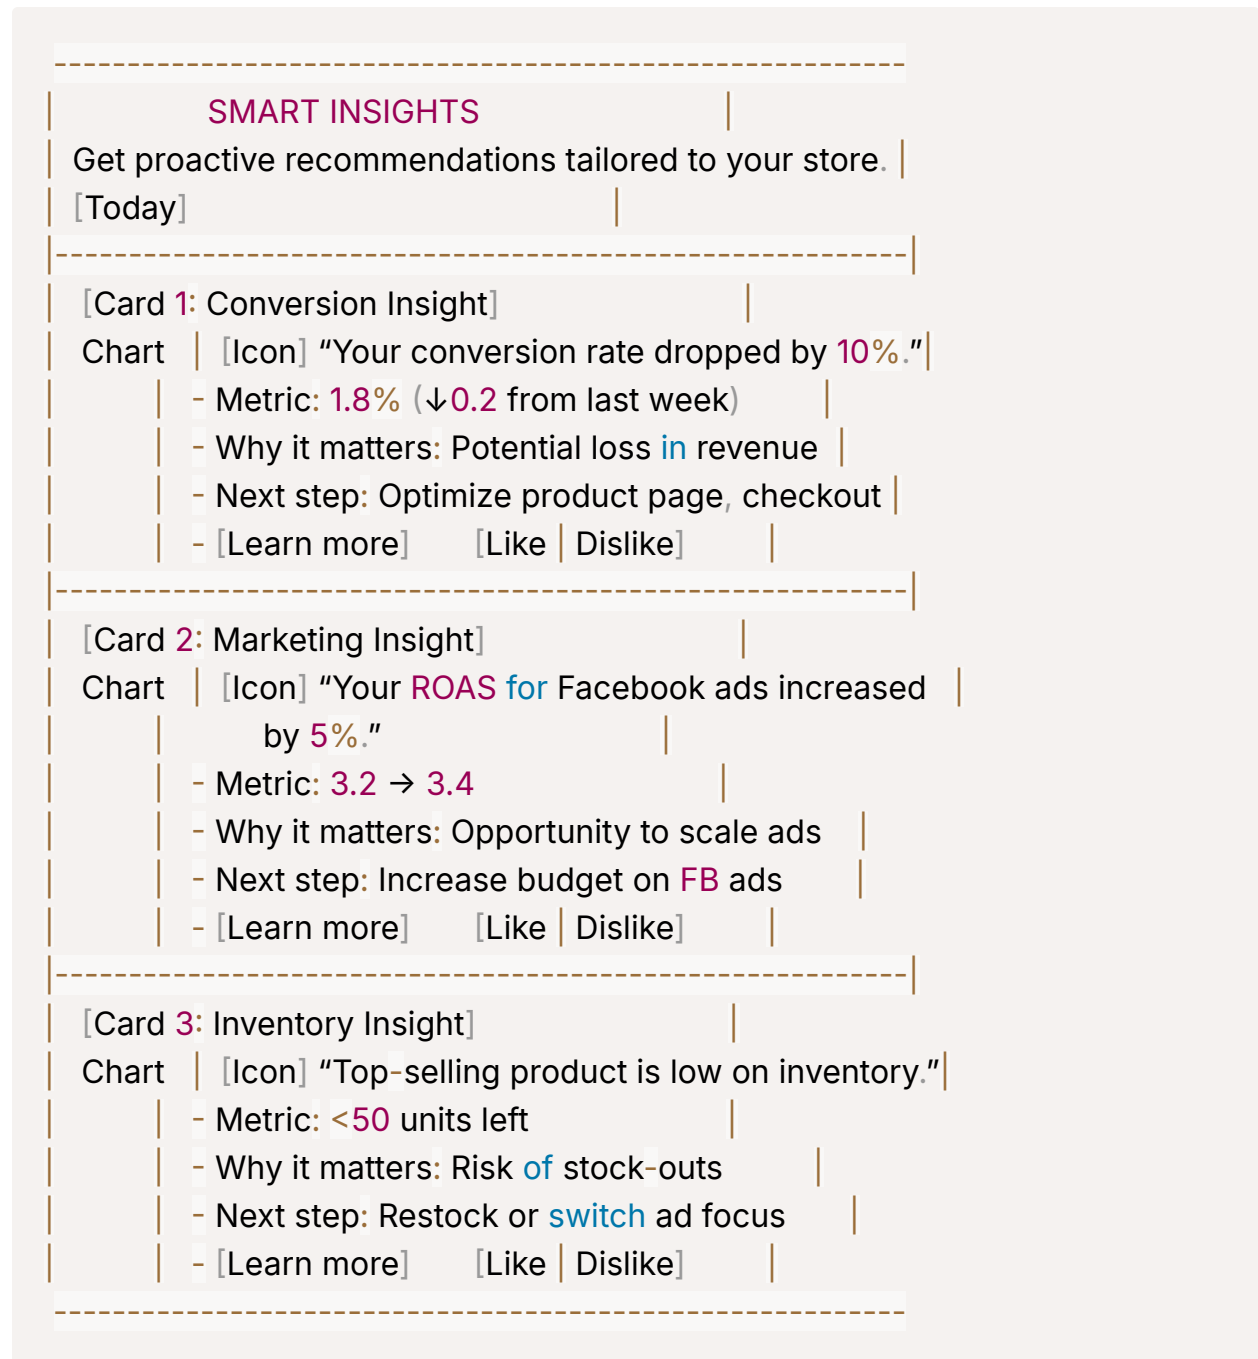 ----------------------------------------------------------
| SMART INSIGHTS |
| Get proactive recommendations tailored to your store. |
| [Today] |
|----------------------------------------------------------|
| [Card 1: Conversion Insight] |
| Chart | [Icon] “Your conversion rate dropped by 10%.”|
| | - Metric: 1.8% (↓0.2 from last week) |
| | - Why it matters: Potential loss in revenue |
| | - Next step: Optimize product page, checkout |
| | - [Learn more] [Like | Dislike] |
|----------------------------------------------------------|
| [Card 2: Marketing Insight] |
| Chart | [Icon] “Your ROAS for Facebook ads increased |
| | by 5%.” |
| | - Metric: 3.2 → 3.4 |
| | - Why it matters: Opportunity to scale ads |
| | - Next step: Increase budget on FB ads |
| | - [Learn more] [Like | Dislike] |
|----------------------------------------------------------|
| [Card 3: Inventory Insight] |
| Chart | [Icon] “Top-selling product is low on inventory.”|
| | - Metric: <50 units left |
| | - Why it matters: Risk of stock-outs |
| | - Next step: Restock or switch ad focus |
| | - [Learn more] [Like | Dislike] |
----------------------------------------------------------